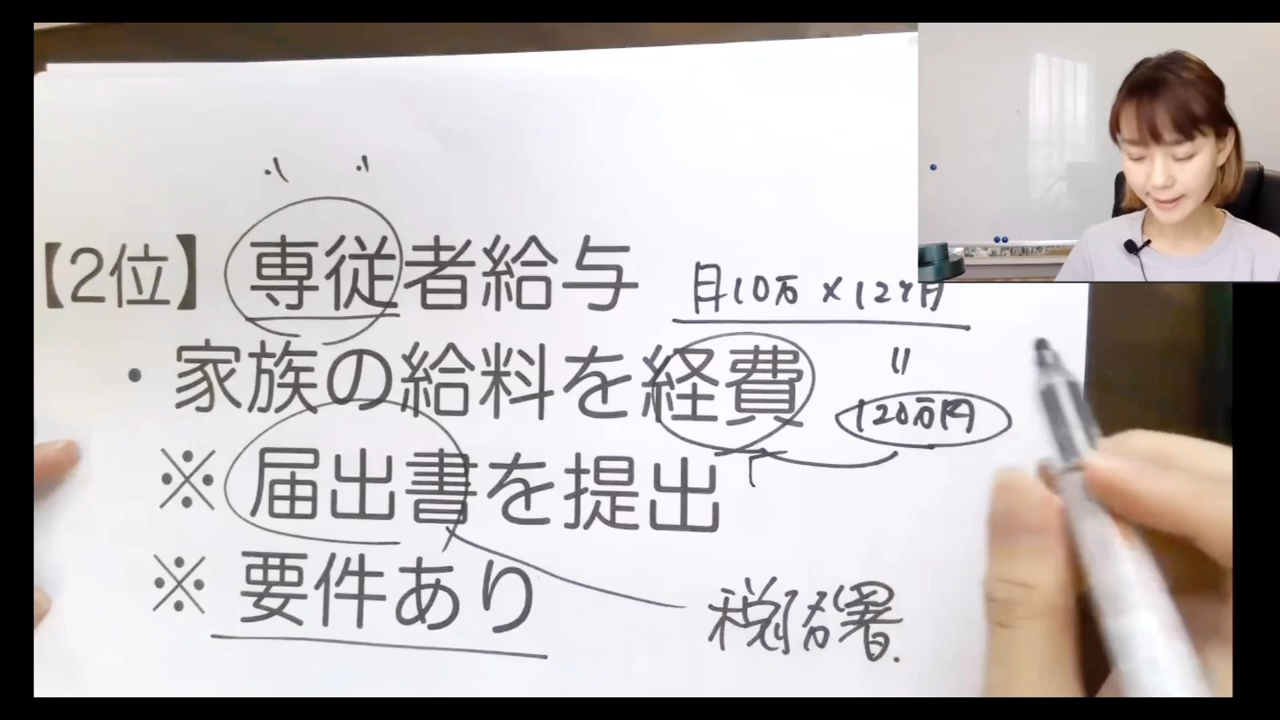 【2位】専従者給与
月10万×12ヶ月
・家族の給料を経費
=
120万円
※届出書を提出
※要件あり
税務署.